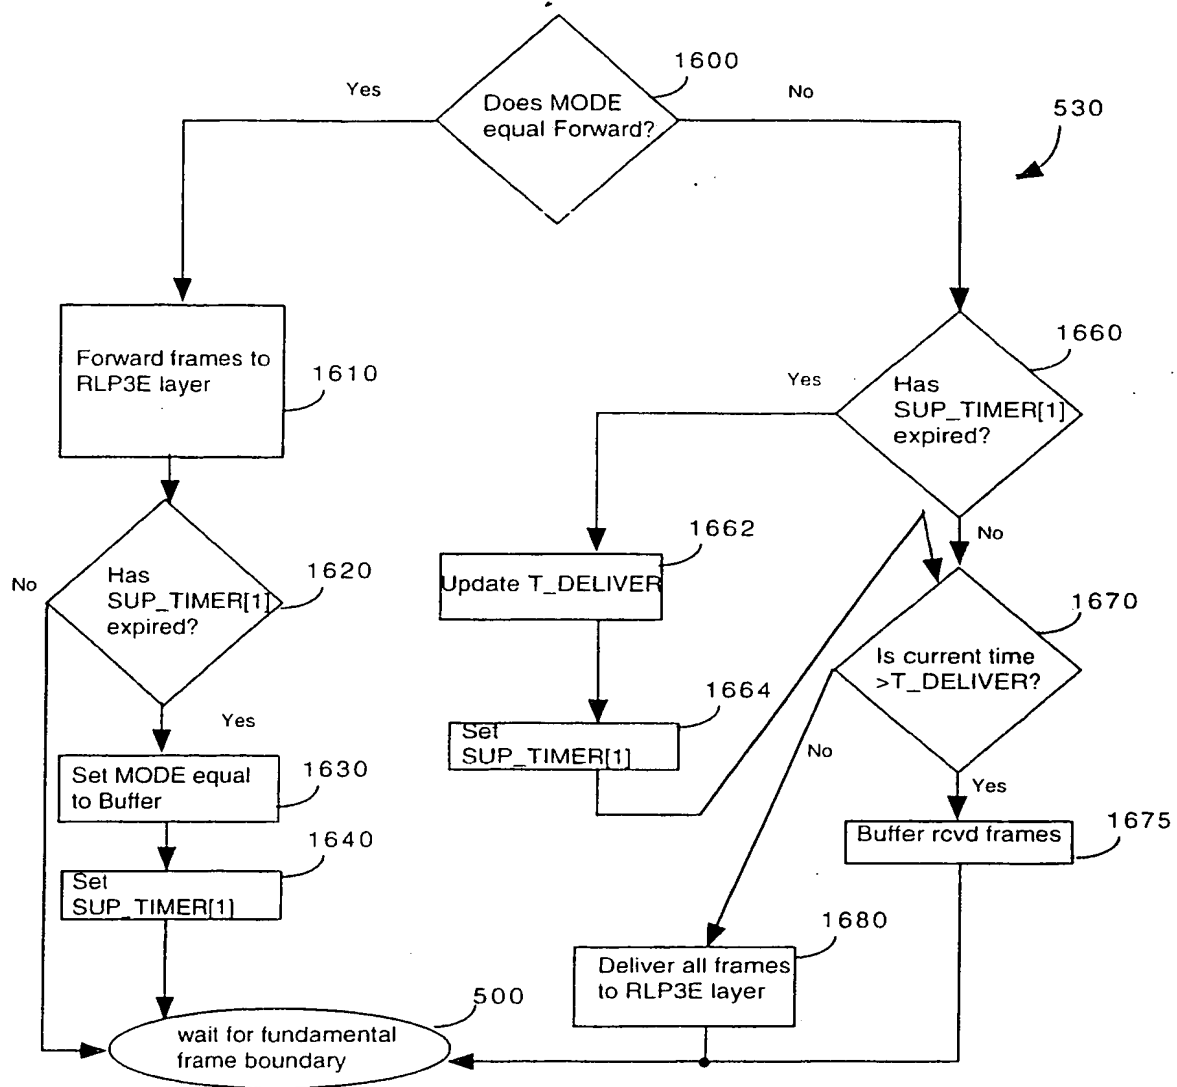 1600
Yes
Does MODE
equal Forward?
No
530
Forward frames to
RLP3E layer
1610
1660
Yes
Has
SUP_TIMER[1]
expired?
No
1662
Update T_DELIVER
No
Has
SUP_TIMER[1]
expired?
1620
1670
Is current time
>T_DELIVER?
1664
Set
SUP_TIMER[1]
No
Yes
Yes
Set MODE equal
to Buffer
1630
Buffer rcvd frames
1675
1640
Set
SUP_TIMER[1]
1680
Deliver all frames
to RLP3E layer
500
wait for fundamental
frame boundary